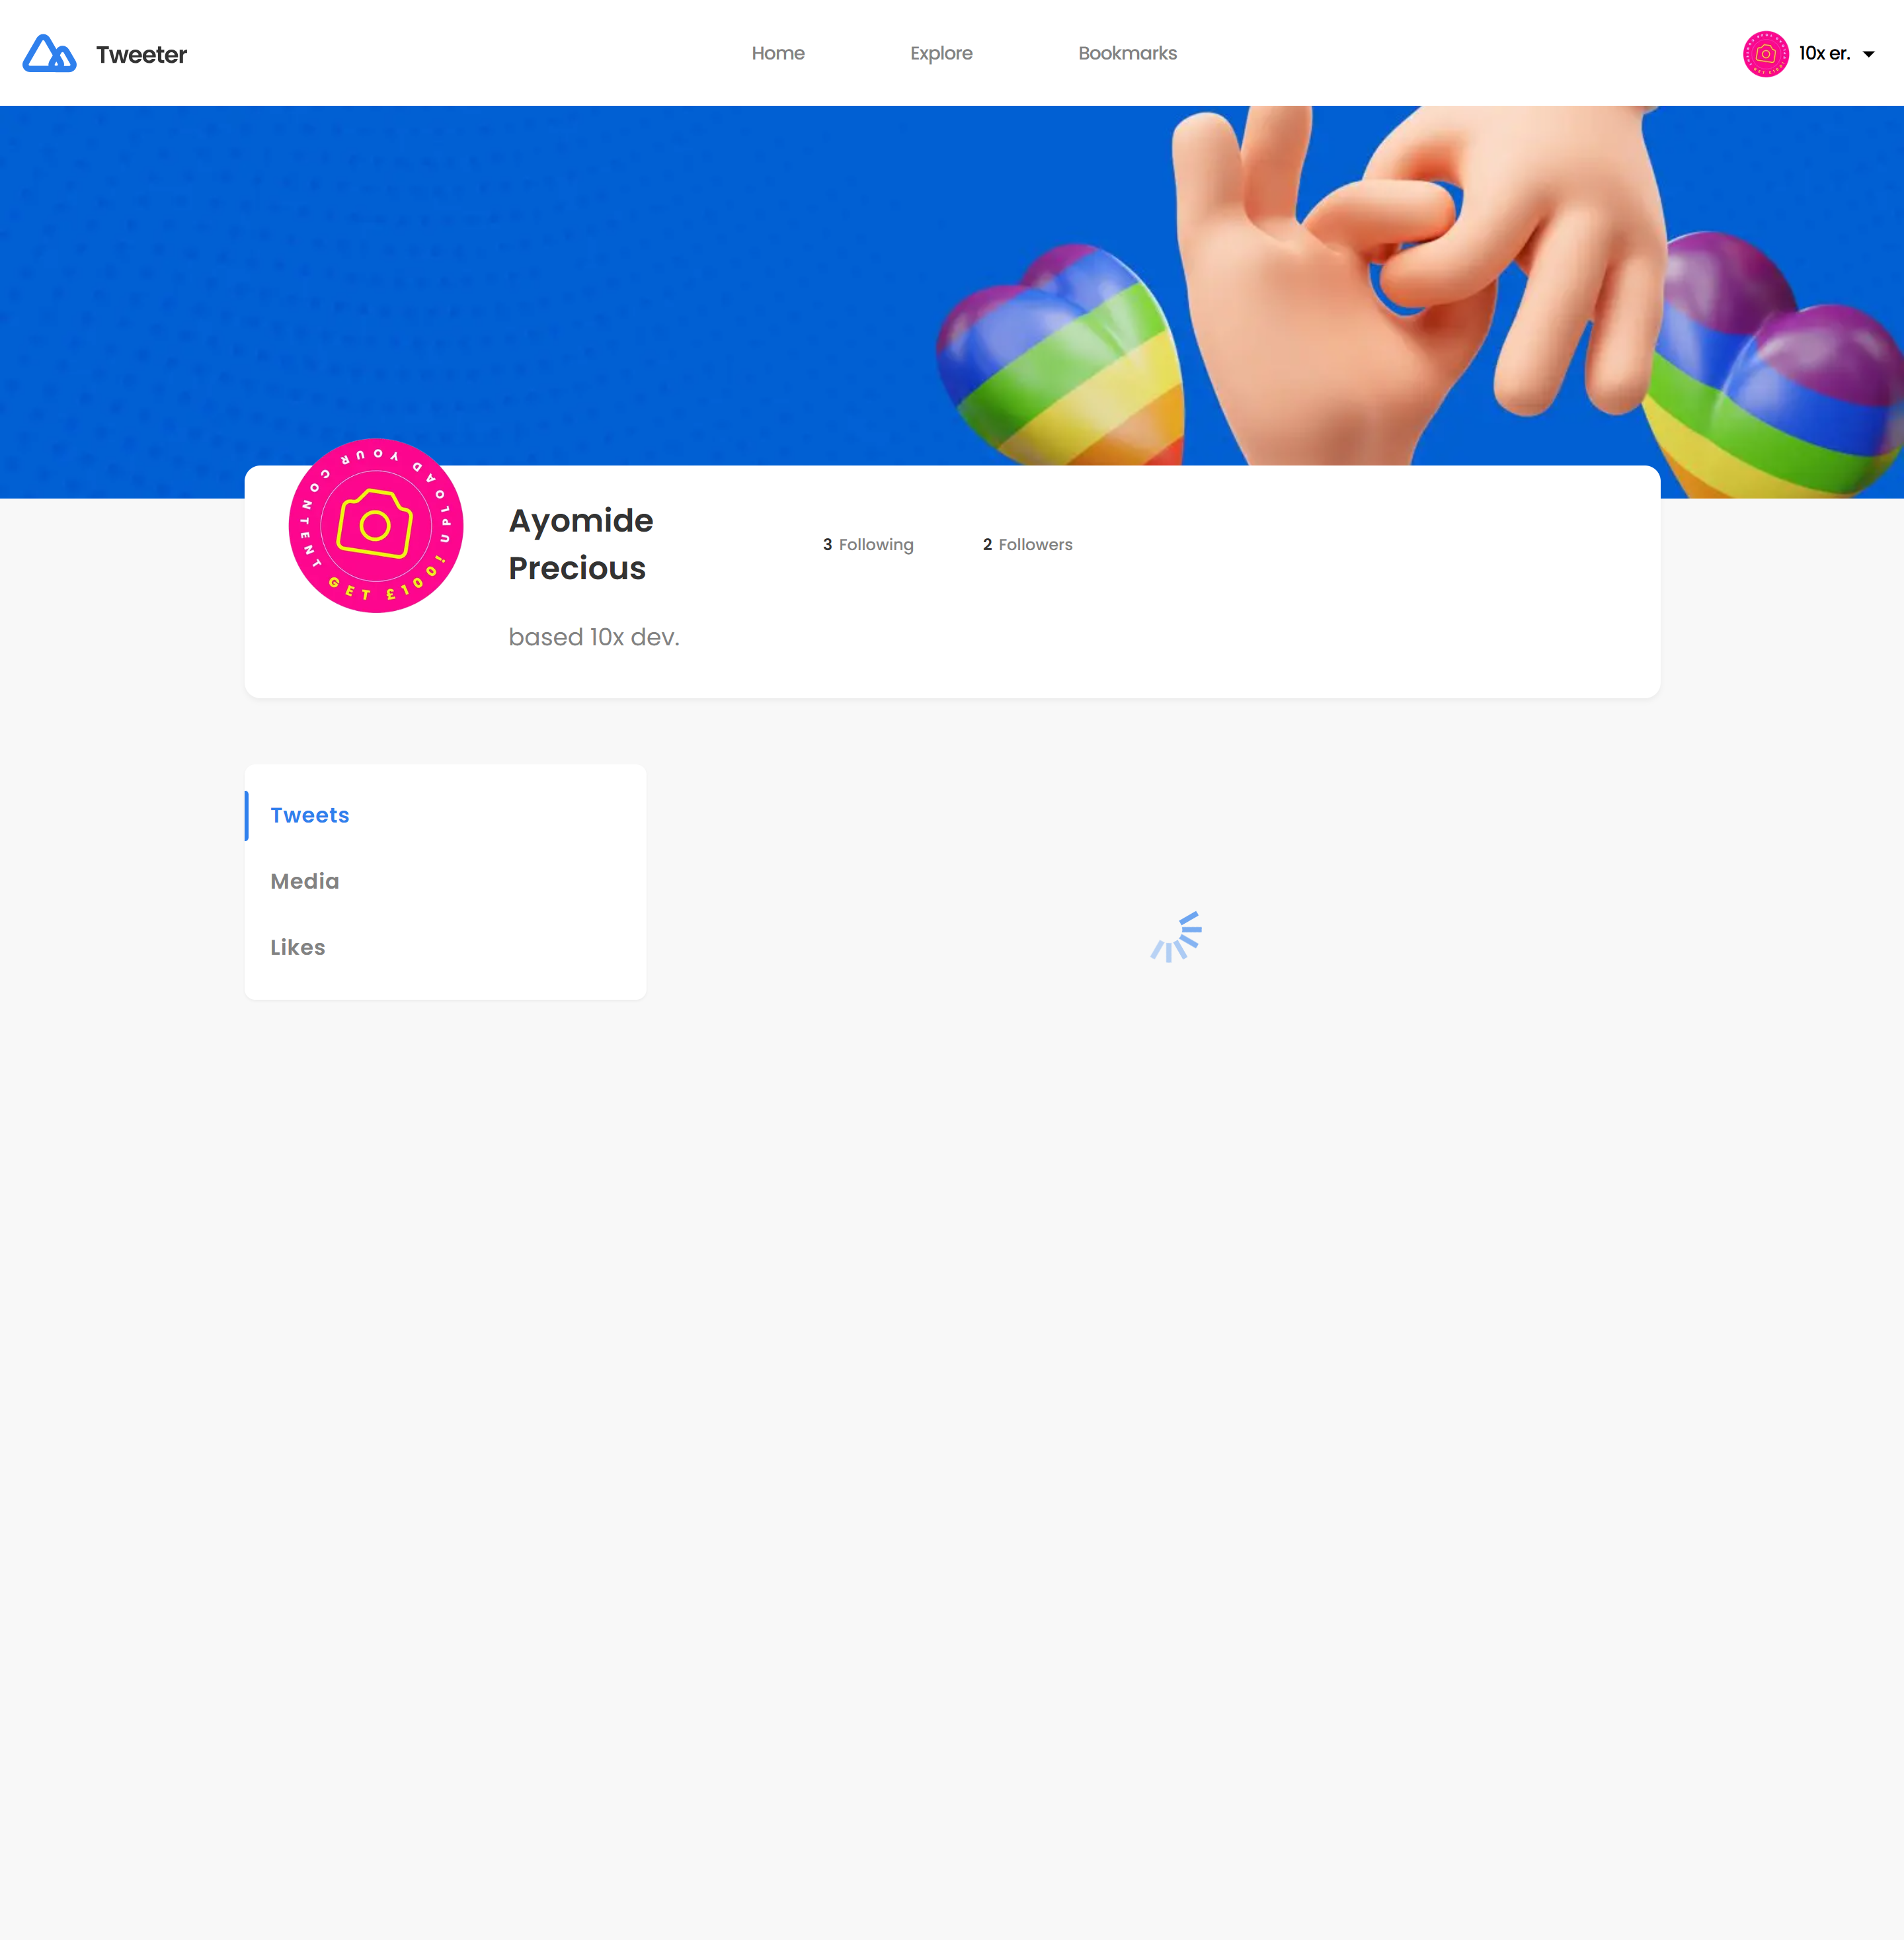 Tweeter
Home
Explore
Bookmarks
10x er.
UPLOAD YOUR CONTENT GET £100!
Ayomide
Precious
3 Following
2 Followers
based 10x dev.
Tweets
Media
Likes